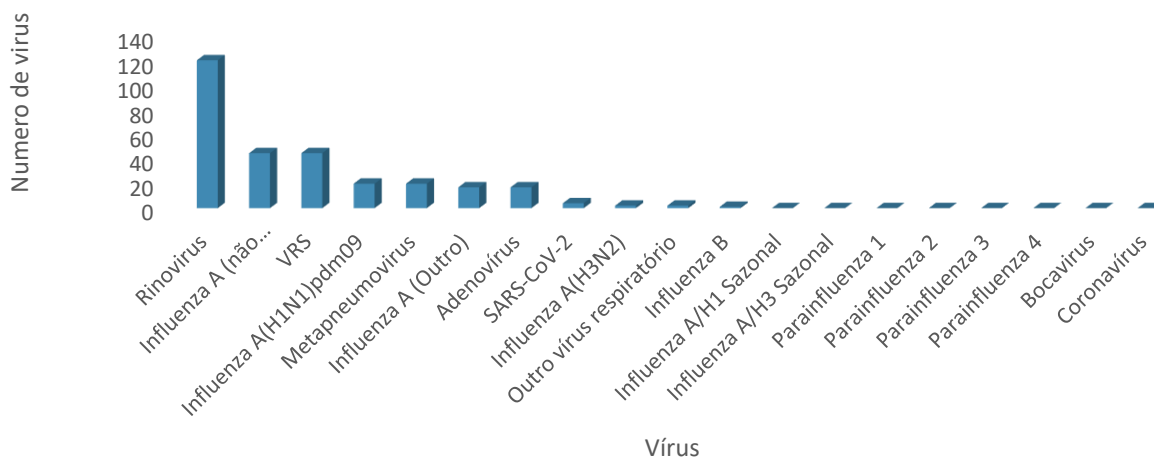 Numero de virus
140
120
100
80
60
40
20
0
Rinovirus
Influenza A (não...
VRS
Influenza A(H1N1)pdm09
Metapneumovirus
Influenza A (Outro)
Adenovírus
SARS-CoV-2
Influenza A(H3N2)
Outro vírus respiratório
Influenza B
Influenza A/H1 Sazonal
Influenza A/H3 Sazonal
Parainfluenza 1
Parainfluenza 2
Parainfluenza 3
Parainfluenza 4
Bocavirus
Coronavírus
Vírus